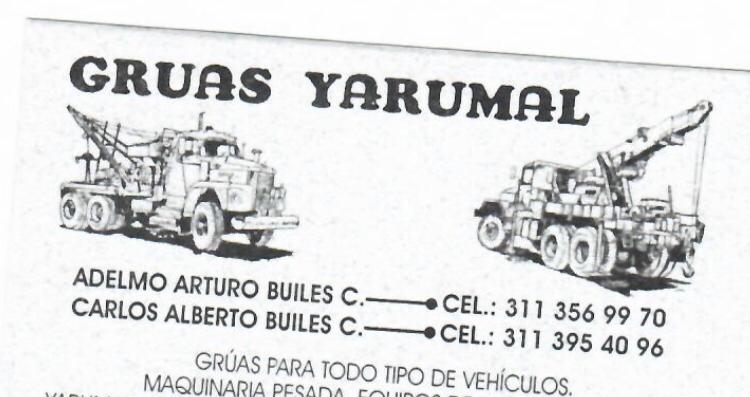 GRUAS YARUMAL
ADELMO ARTURO BUILES C. CEL.: 311 356 99 70
CARLOS ALBERTO BUILES C. CEL.: 311 395 40 96
GRÚAS PARA TODO TIPO DE VEHÍCULOS.
MAQUINARIA PESADA, EQUIPOS